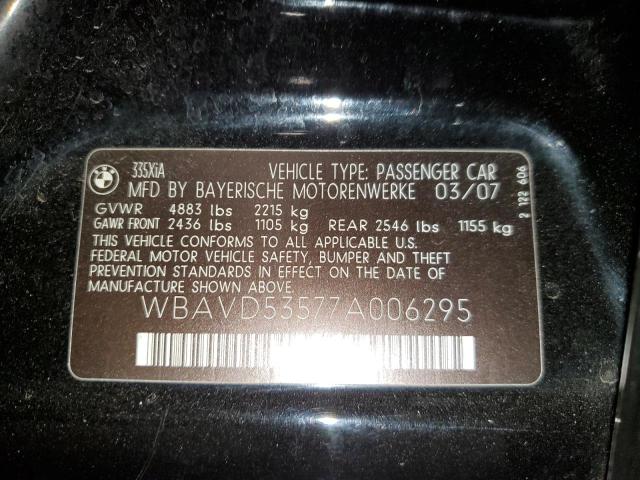 335XiA VEHICLE TYPE: PASSENGER CAR
MFD BY BAYERISCHE MOTORENWERKE 03/07
GVWR 4883 lbs 2215 kg
GAWR FRONT 2436 lbs 1105 kg REAR 2546 lbs 1155 kg
THIS VEHICLE CONFORMS TO ALL APPLICABLE U.S.
FEDERAL MOTOR VEHICLE SAFETY, BUMPER AND THEFT
PREVENTION STANDARDS IN EFFECT ON THE DATE OF
MANUFACTURE SHOWN ABOVE.
WBAVD53577A006295
2 122 606
BMW